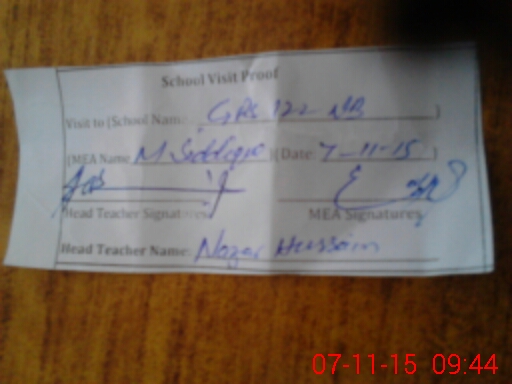 School Visit Proof
Visit to (School Name: GPS 122 NB)
(MEA Name M Siddique)(Date: 7-11-15)
Head Teacher Signatures MEA Signatures
Head Teacher Name: Nazar Hussain
07-11-15 09:44